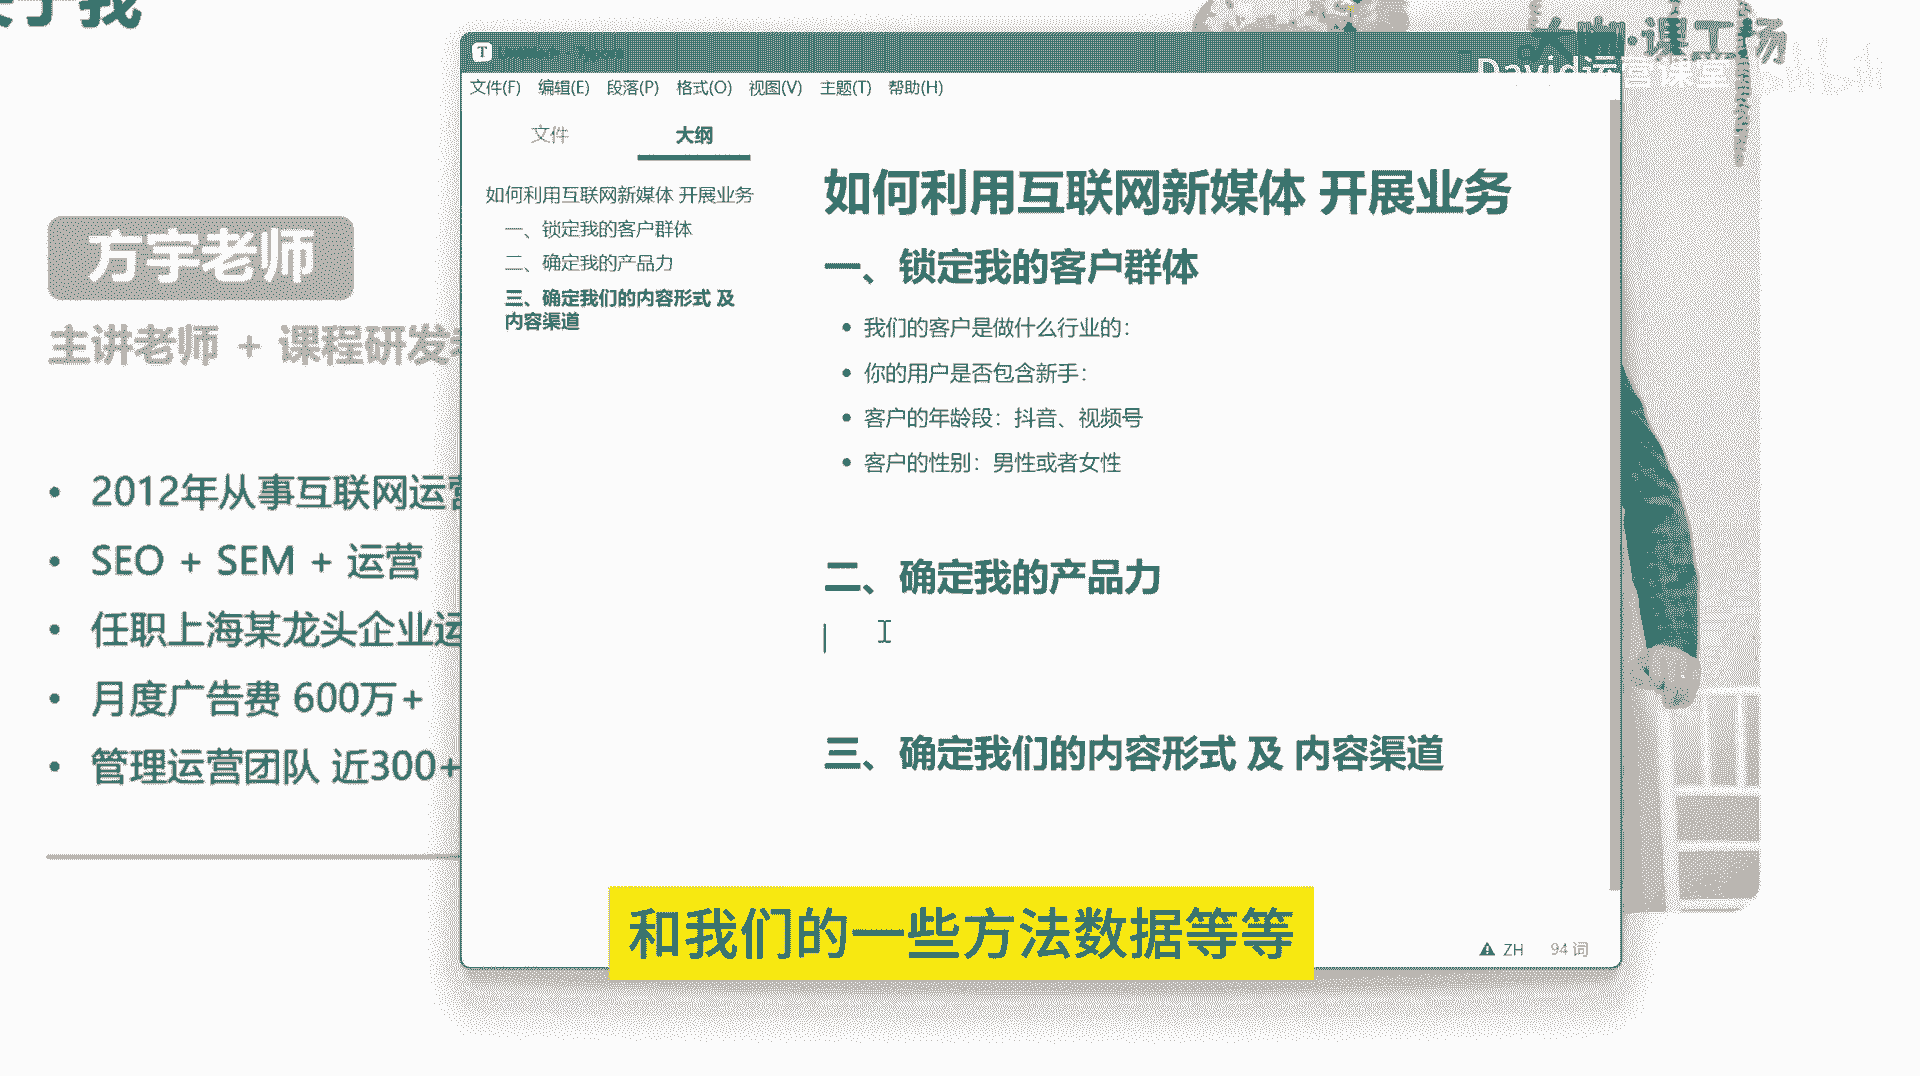 方宇老师
主讲老师 + 课程研发
2012年从事互联网运营
SEO + SEM + 运营
任职上海某龙头企业运
月度广告费 600万+
管理运营团队 近300+
大咖·课工场
David运营课堂
文件(F) 编辑(E) 段落(P) 格式(O) 视图(V) 主题(T) 帮助(H)
文件 大纲
如何利用互联网新媒体 开展业务
一、锁定我的客户群体
二、确定我的产品力
三、确定我们的内容形式 及
内容渠道
如何利用互联网新媒体 开展业务
一、锁定我的客户群体
我们的客户是做什么行业的：
你的用户是否包含新手：
客户的年龄段：抖音、视频号
客户的性别：男性或者女性
二、确定我的产品力
三、确定我们的内容形式 及 内容渠道
ZH 94 词
和我们的一些方法数据等等